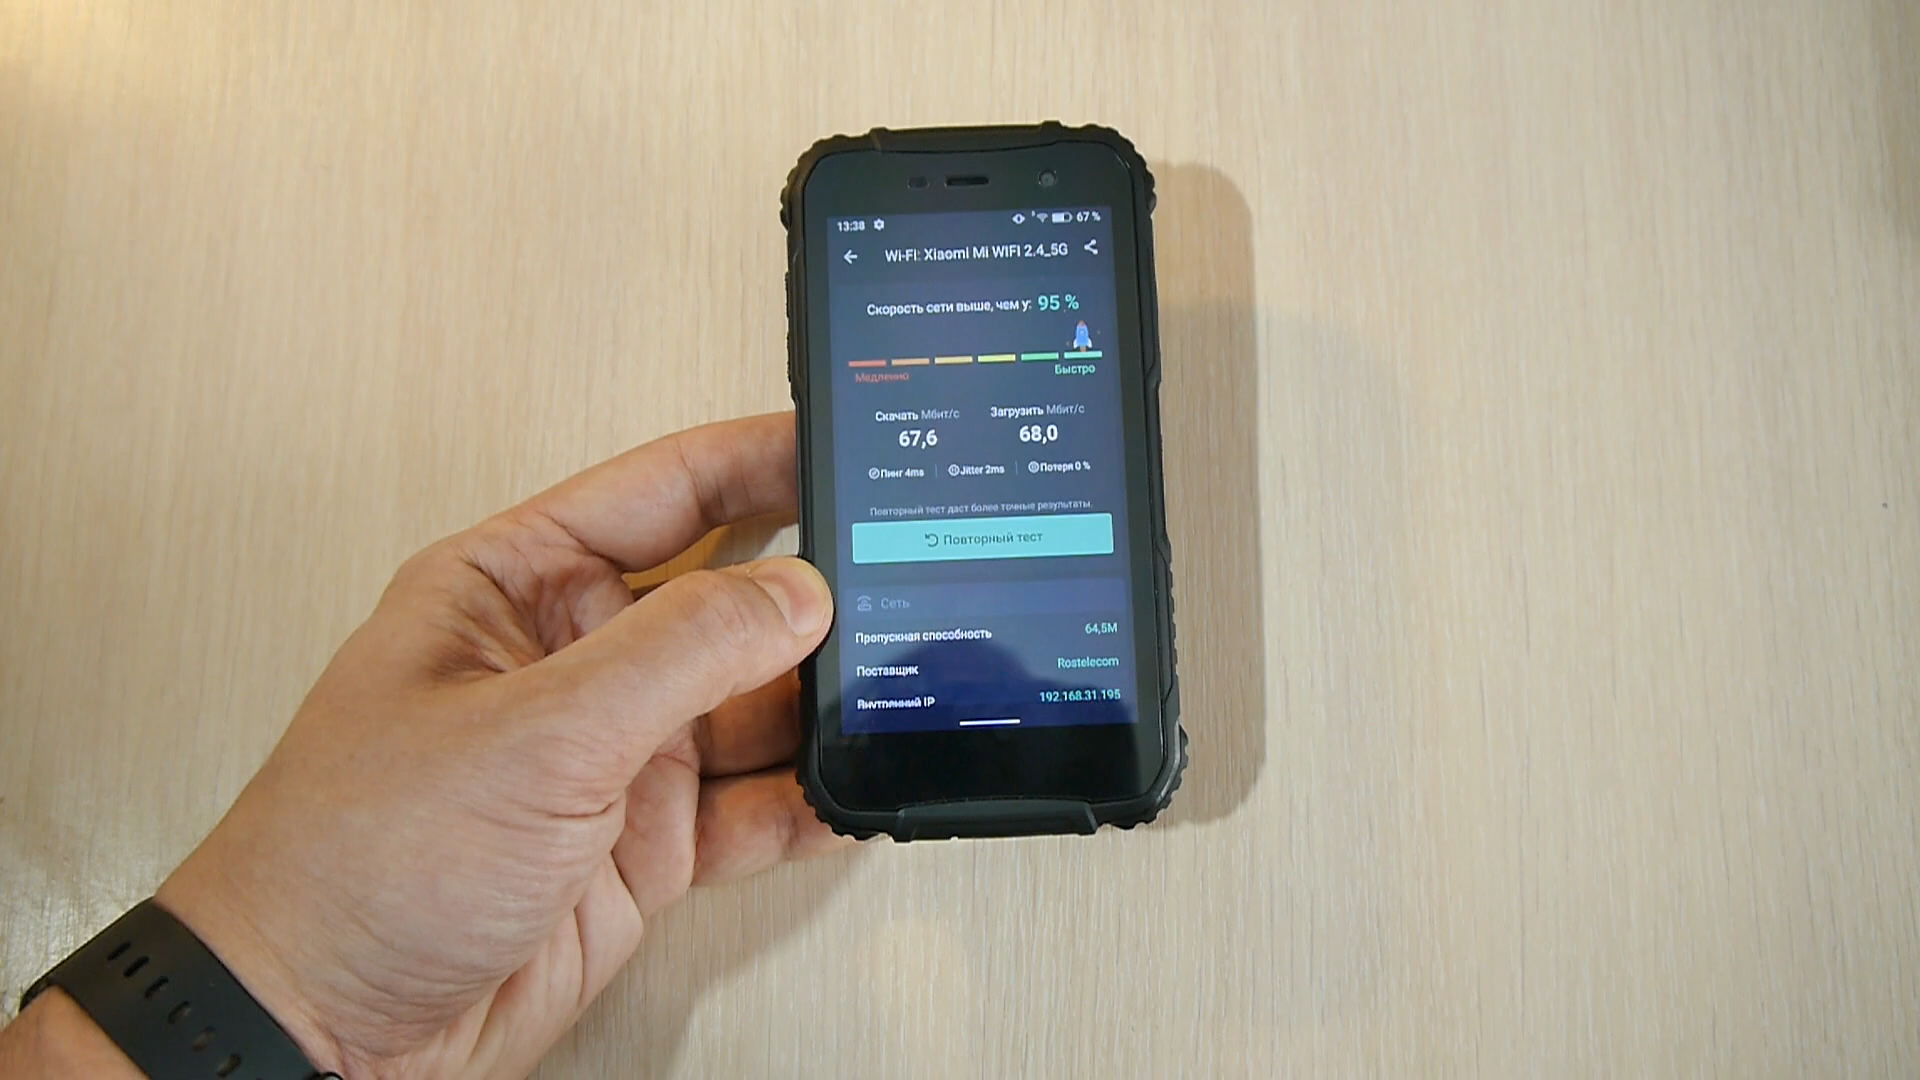 13:38 67 %
Wi-Fi: Xiaomi Mi WIFI 2.4_5G
Скорость сети выше, чем у: 95 %
Медленно Быстро
Скачать Мбит/с Загрузить Мбит/с
67,6 68,0
Пинг 4ms Jitter 2ms Потеря 0 %
Повторный тест даст более точные результаты.
Повторный тест
Сеть
Пропускная способность 64,5M
Поставщик Rostelecom
Внутренний IP 192.168.31.195